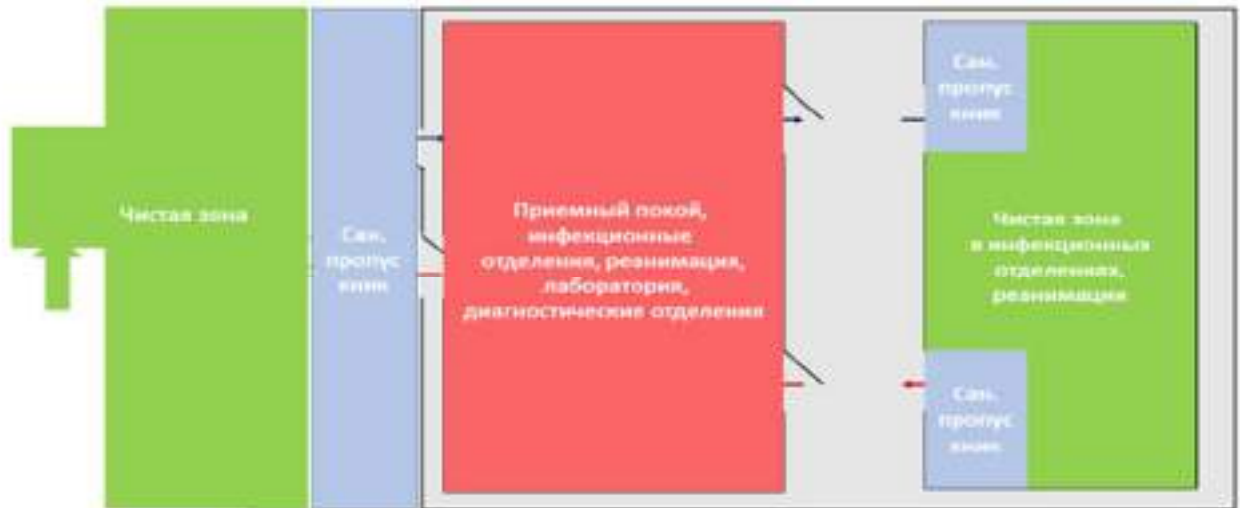 Чистая зона
Сан.
пропус
кник
Приемный покой,
инфекционные
отделения, реанимация,
лаборатория,
диагностические отделения
Сан.
пропус
кник
Чистая зона
в инфекционных
отделениях,
реанимация
Сан.
пропус
кник